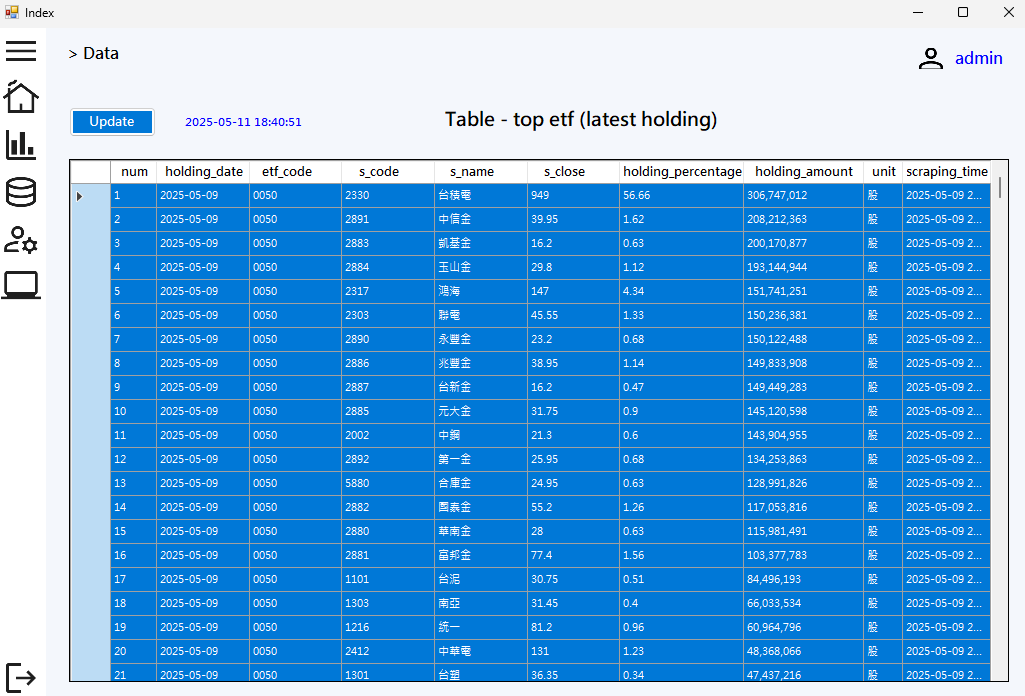 Index
> Data
admin
Update 2025-05-11 18:40:51 Table - top etf (latest holding)
num holding_date etf_code s_code s_name s_close holding_percentage holding_amount unit scraping_time
1 2025-05-09 0050 2330 台積電 949 56.66 306,747,012 股 2025-05-09 2...
2 2025-05-09 0050 2891 中信金 39.95 1.62 208,212,363 股 2025-05-09 2...
3 2025-05-09 0050 2883 凱基金 16.2 0.63 200,170,877 股 2025-05-09 2...
4 2025-05-09 0050 2884 玉山金 29.8 1.12 193,144,944 股 2025-05-09 2...
5 2025-05-09 0050 2317 鴻海 147 4.34 151,741,251 股 2025-05-09 2...
6 2025-05-09 0050 2303 聯電 45.55 1.33 150,236,381 股 2025-05-09 2...
7 2025-05-09 0050 2890 永豐金 23.2 0.68 150,122,488 股 2025-05-09 2...
8 2025-05-09 0050 2886 兆豐金 38.95 1.14 149,833,908 股 2025-05-09 2...
9 2025-05-09 0050 2887 台新金 16.2 0.47 149,449,283 股 2025-05-09 2...
10 2025-05-09 0050 2885 元大金 31.75 0.9 145,120,598 股 2025-05-09 2...
11 2025-05-09 0050 2002 中鋼 21.3 0.6 143,904,955 股 2025-05-09 2...
12 2025-05-09 0050 2892 第一金 25.95 0.68 134,253,863 股 2025-05-09 2...
13 2025-05-09 0050 5880 合庫金 24.95 0.63 128,991,826 股 2025-05-09 2...
14 2025-05-09 0050 2882 國泰金 55.2 1.26 117,053,816 股 2025-05-09 2...
15 2025-05-09 0050 2880 華南金 28 0.63 115,981,491 股 2025-05-09 2...
16 2025-05-09 0050 2881 富邦金 77.4 1.56 103,377,783 股 2025-05-09 2...
17 2025-05-09 0050 1101 台泥 30.75 0.51 84,496,193 股 2025-05-09 2...
18 2025-05-09 0050 1303 南亞 31.45 0.4 66,033,534 股 2025-05-09 2...
19 2025-05-09 0050 1216 統一 81.2 0.96 60,964,796 股 2025-05-09 2...
20 2025-05-09 0050 2412 中華電 131 1.23 48,368,066 股 2025-05-09 2...
21 2025-05-09 0050 1301 台塑 36.35 0.34 47,437,216 股 2025-05-09 2...